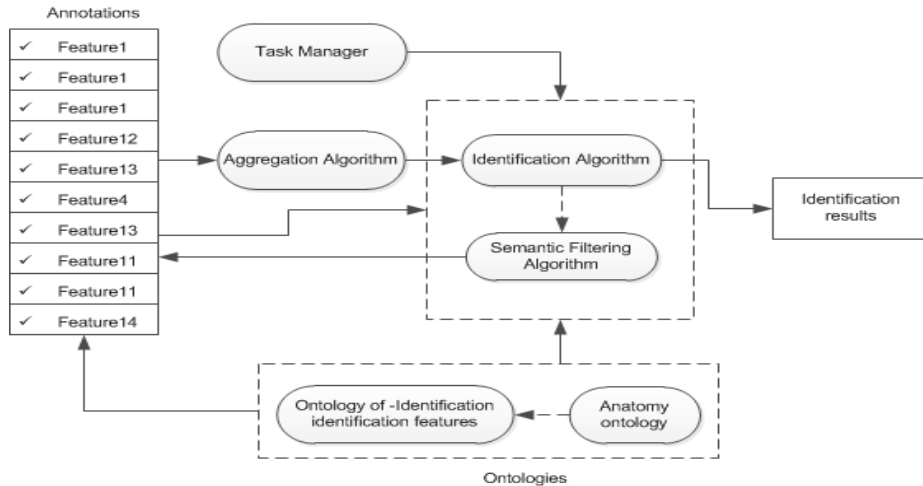 Annotations
✓ Feature1
✓ Feature1
✓ Feature1
✓ Feature12
✓ Feature13
✓ Feature4
✓ Feature13
✓ Feature11
✓ Feature11
✓ Feature14
Task Manager
Aggregation Algorithm
Identification Algorithm
Semantic Filtering
Algorithm
Identification
results
Ontology of -Identification
identification features
Anatomy
ontology
Ontologies